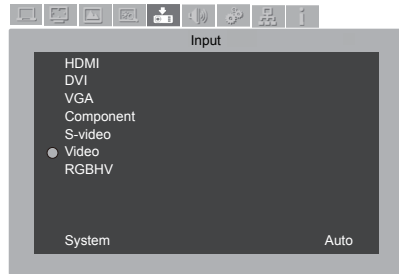 Input
HDMI
DVI
VGA
Component
S-video
Video
RGBHV
System Auto